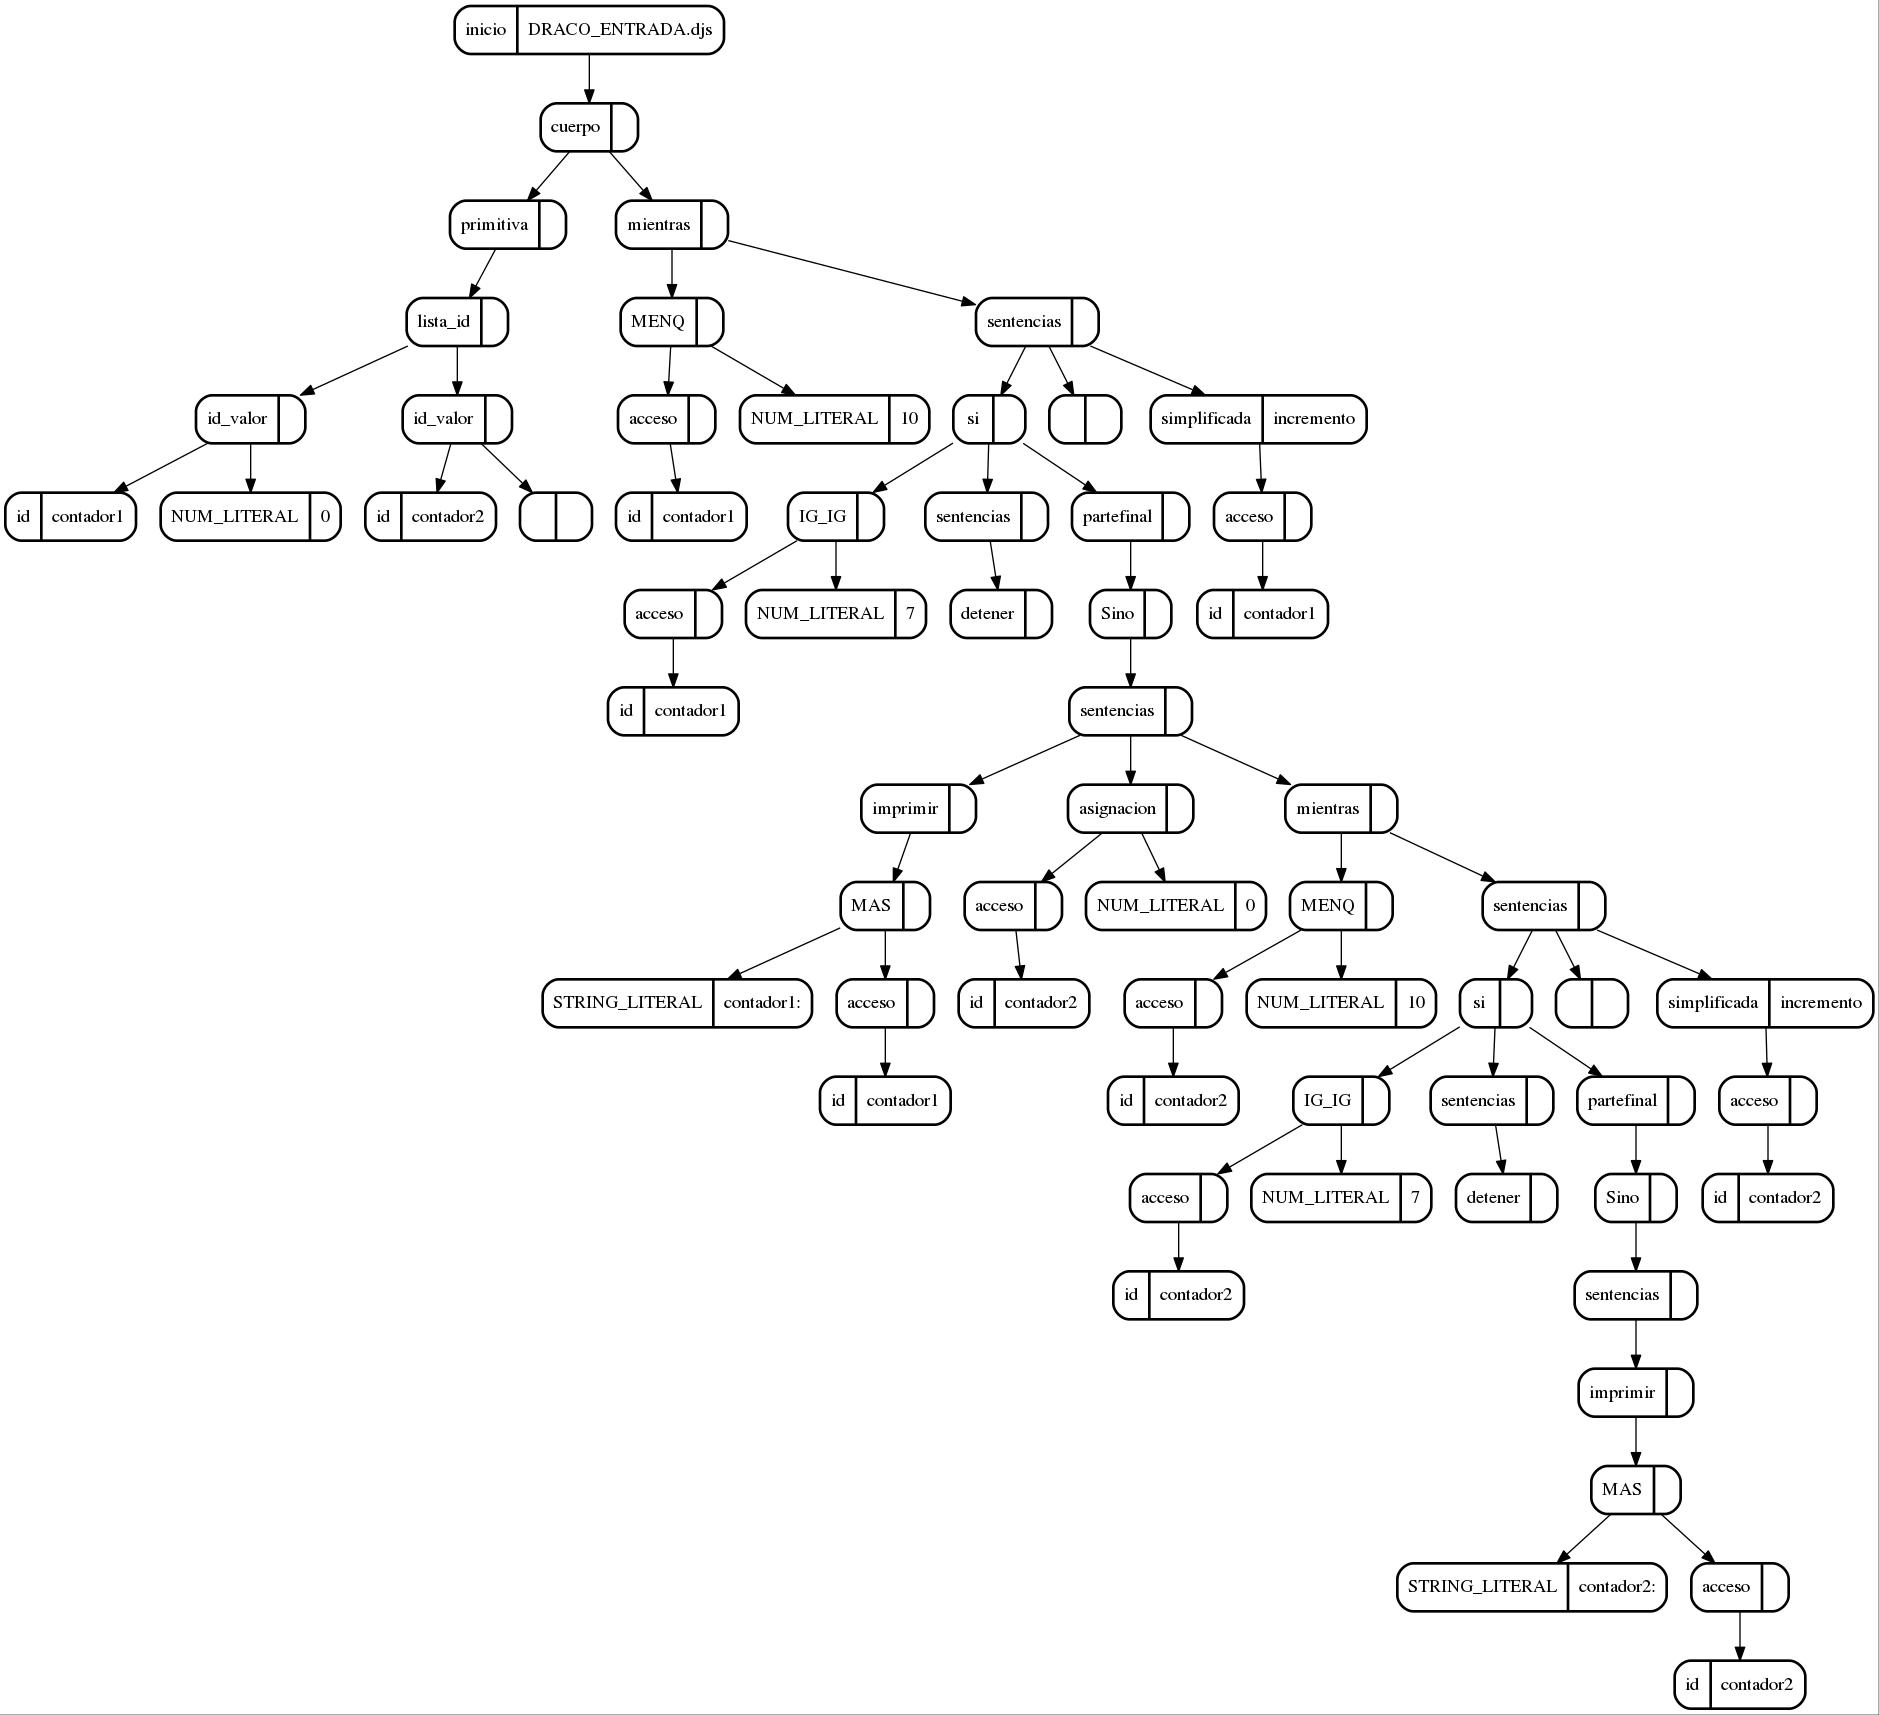 inicio DRACO_ENTRADA.djs
cuerpo
primitiva mientras
lista_id MENQ sentencias
id_valor id_valor acceso NUM_LITERAL 10 si simplificada incremento
id contador1 NUM_LITERAL 0 id contador2 id contador1 IG_IG sentencias partefinal acceso
acceso NUM_LITERAL 7 detener Sino id contador1
id contador1 sentencias
imprimir asignacion mientras
MAS acceso NUM_LITERAL 0 MENQ sentencias
STRING_LITERAL contador1: acceso id contador2 acceso NUM_LITERAL 10 si simplificada incremento
id contador1 id contador2 IG_IG sentencias partefinal acceso
acceso NUM_LITERAL 7 detener Sino id contador2
id contador2 sentencias
imprimir
MAS
STRING_LITERAL contador2: acceso
id contador2